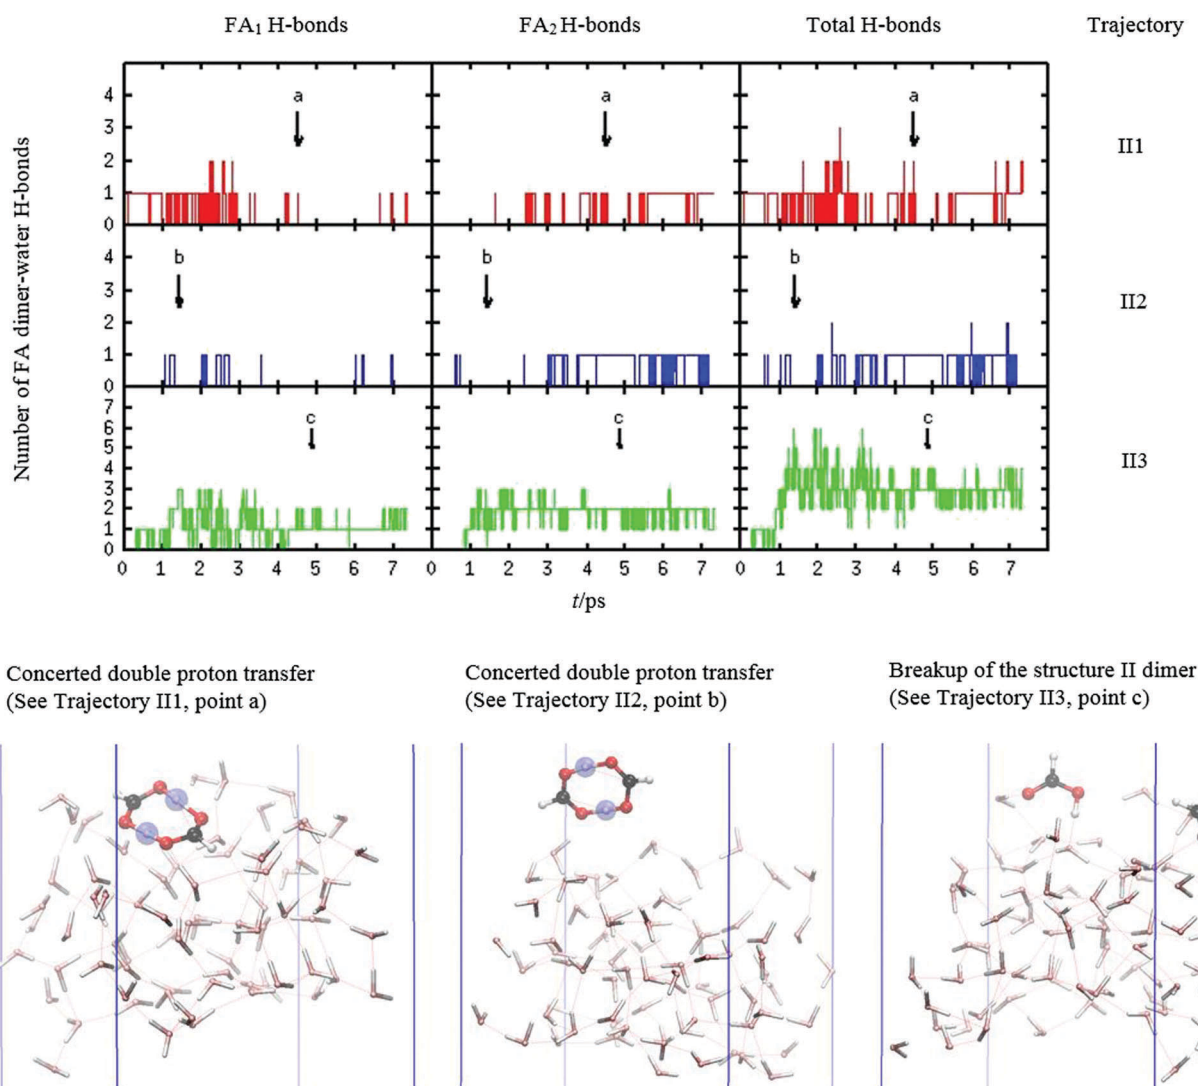 FA₁ H-bonds FA₂ H-bonds Total H-bonds Trajectory
Number of FA dimer-water H-bonds
4 a a a
3
2
1
0
II1
4 b b b
3
2
1
0
II2
7 c c c
6
5
4
3
2
1
0
II3
0 1 2 3 4 5 6 7 0 1 2 3 4 5 6 7 0 1 2 3 4 5 6 7
t/ps
Concerted double proton transfer
(See Trajectory II1, point a)
Concerted double proton transfer
(See Trajectory II2, point b)
Breakup of the structure II dimer
(See Trajectory II3, point c)